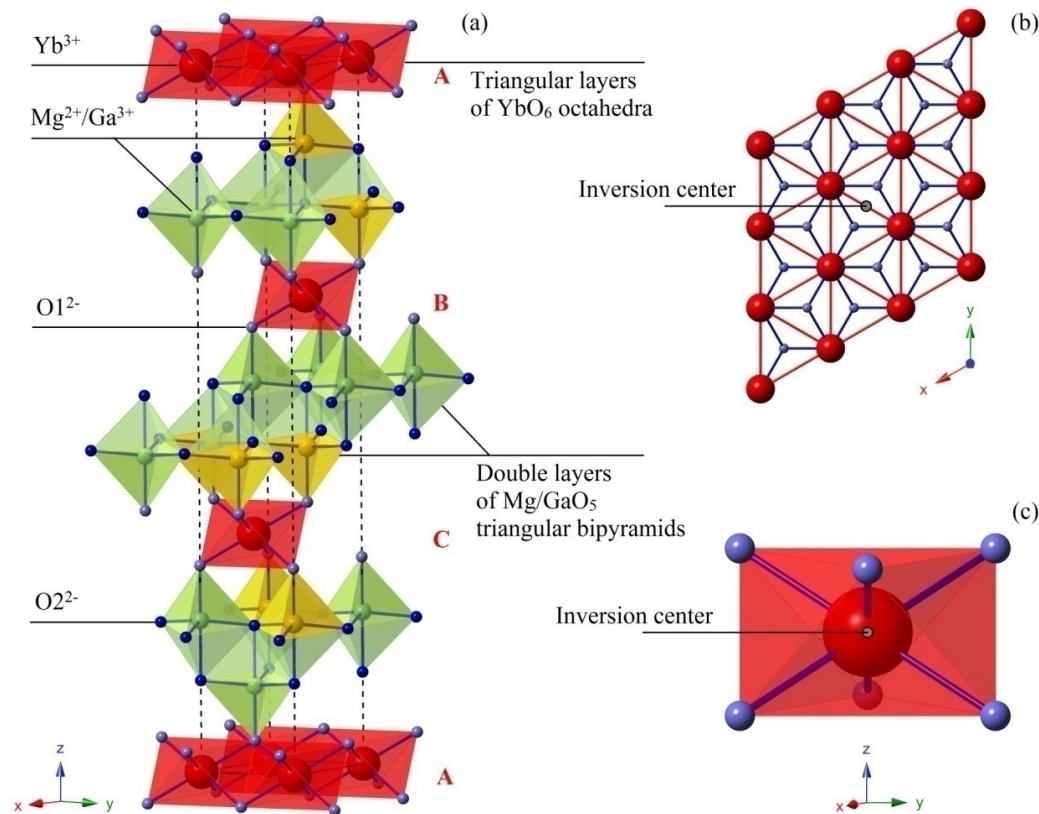 (a)
Yb³⁺
A
Triangular layers
of YbO₆ octahedra
Mg²⁺/Ga³⁺
O1²⁻
B
Double layers
of Mg/GaO₅
triangular bipyramids
C
O2²⁻
A
z
x
y
(b)
Inversion center
y
x
(c)
Inversion center
z
x
y